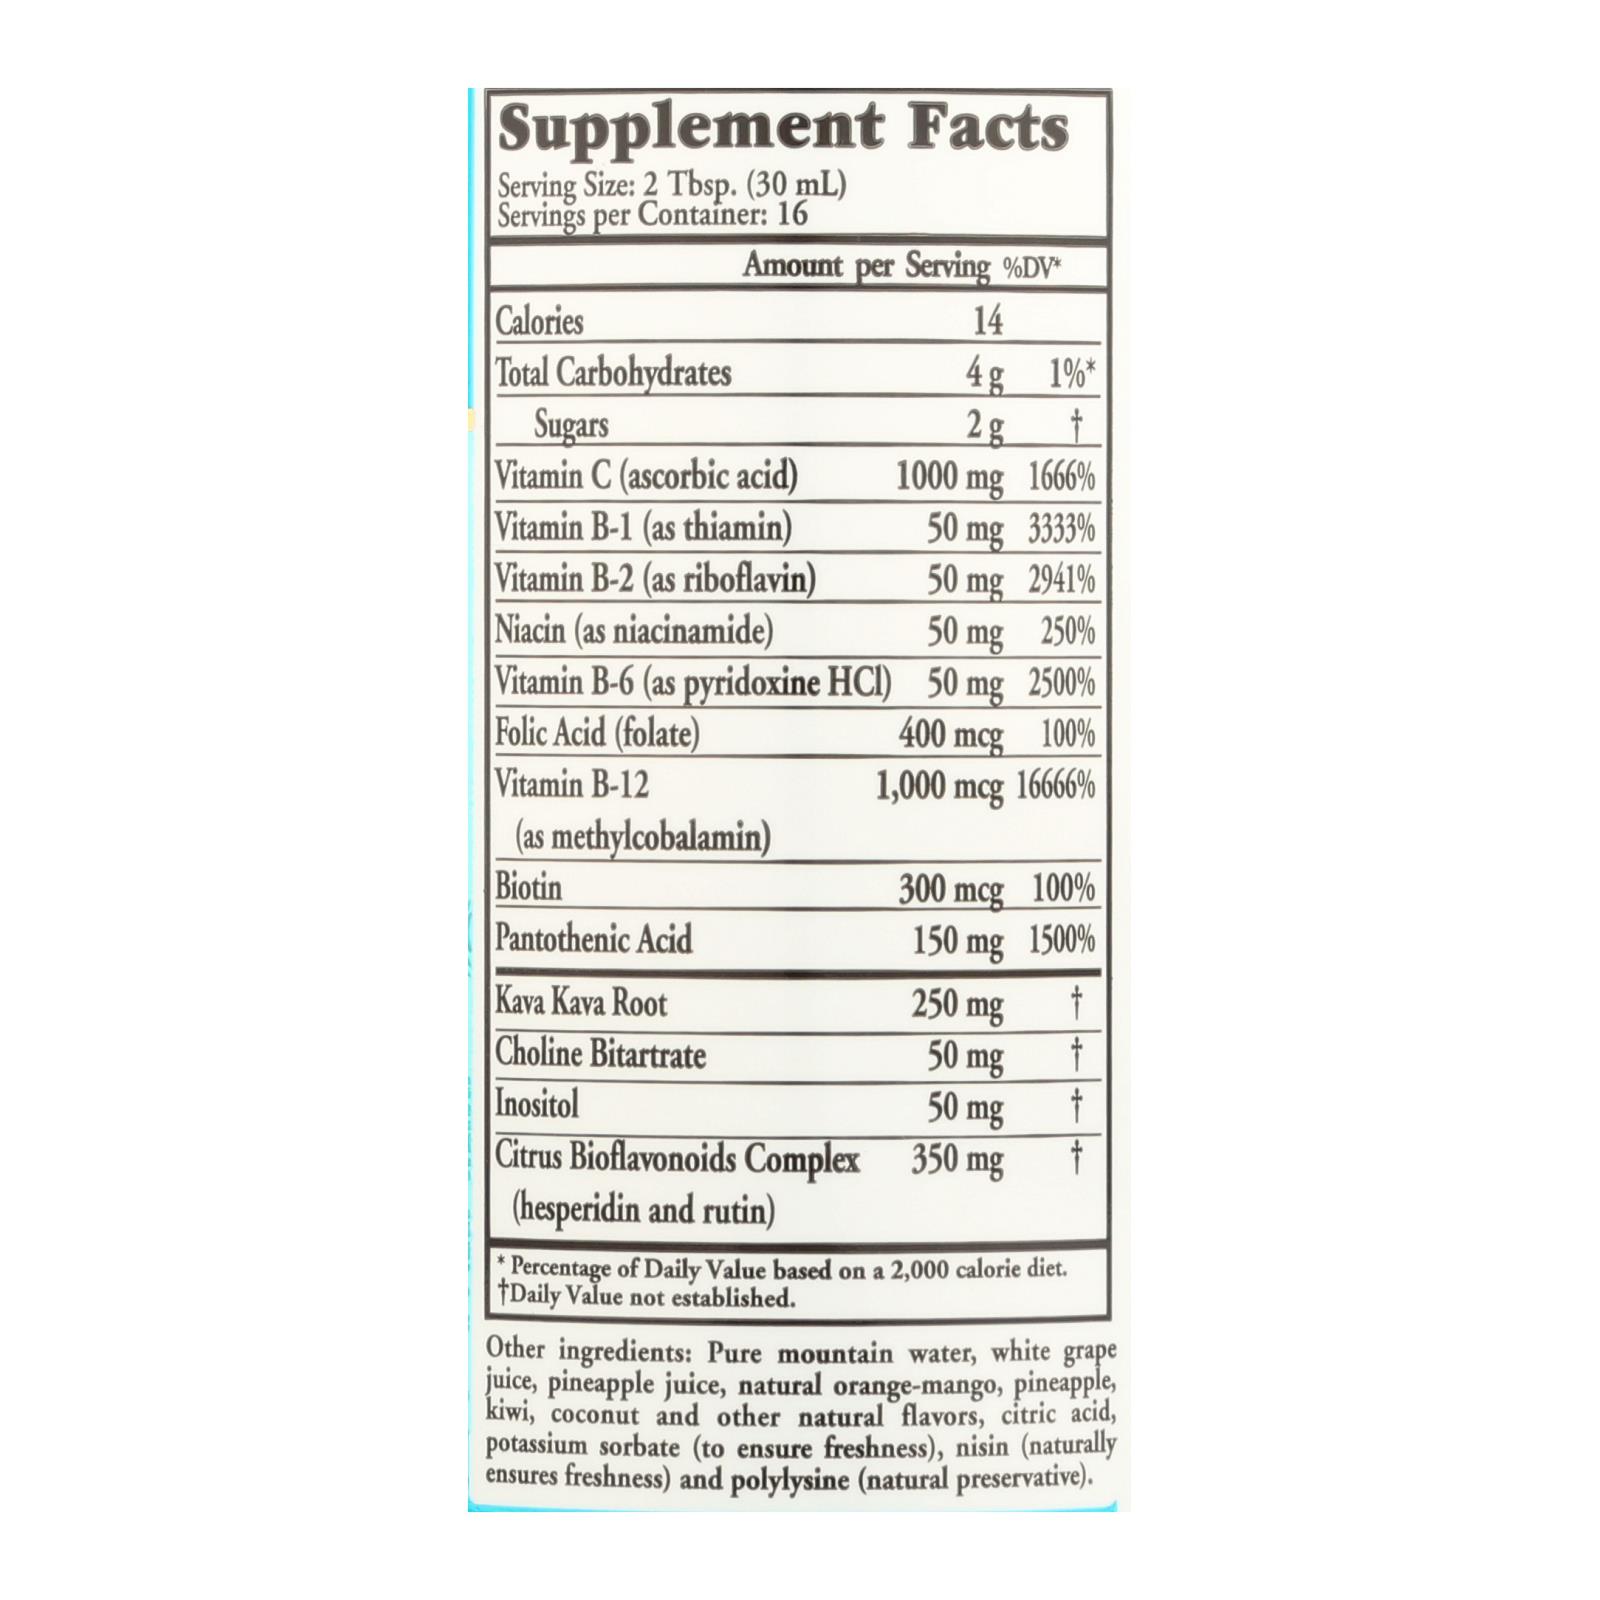 Supplement Facts
Serving Size: 2 Tbsp. (30 mL)
Servings per Container: 16
Amount per Serving %DV*
Calories 14
Total Carbohydrates 4 g 1%*
Sugars 2 g †
Vitamin C (ascorbic acid) 1000 mg 1666%
Vitamin B-1 (as thiamin) 50 mg 3333%
Vitamin B-2 (as riboflavin) 50 mg 2941%
Niacin (as niacinamide) 50 mg 250%
Vitamin B-6 (as pyridoxine HCl) 50 mg 2500%
Folic Acid (folate) 400 mcg 100%
Vitamin B-12 1,000 mcg 16666%
(as methylcobalamin)
Biotin 300 mcg 100%
Pantothenic Acid 150 mg 1500%
Kava Kava Root 250 mg †
Choline Bitartrate 50 mg †
Inositol 50 mg †
Citrus Bioflavonoids Complex 350 mg †
(hesperidin and rutin)
* Percentage of Daily Value based on a 2,000 calorie diet.
†Daily Value not established.
Other ingredients: Pure mountain water, white grape
juice, pineapple juice, natural orange-mango, pineapple,
kiwi, coconut and other natural flavors, citric acid,
potassium sorbate (to ensure freshness), nisin (naturally
ensures freshness) and polylysine (natural preservative).